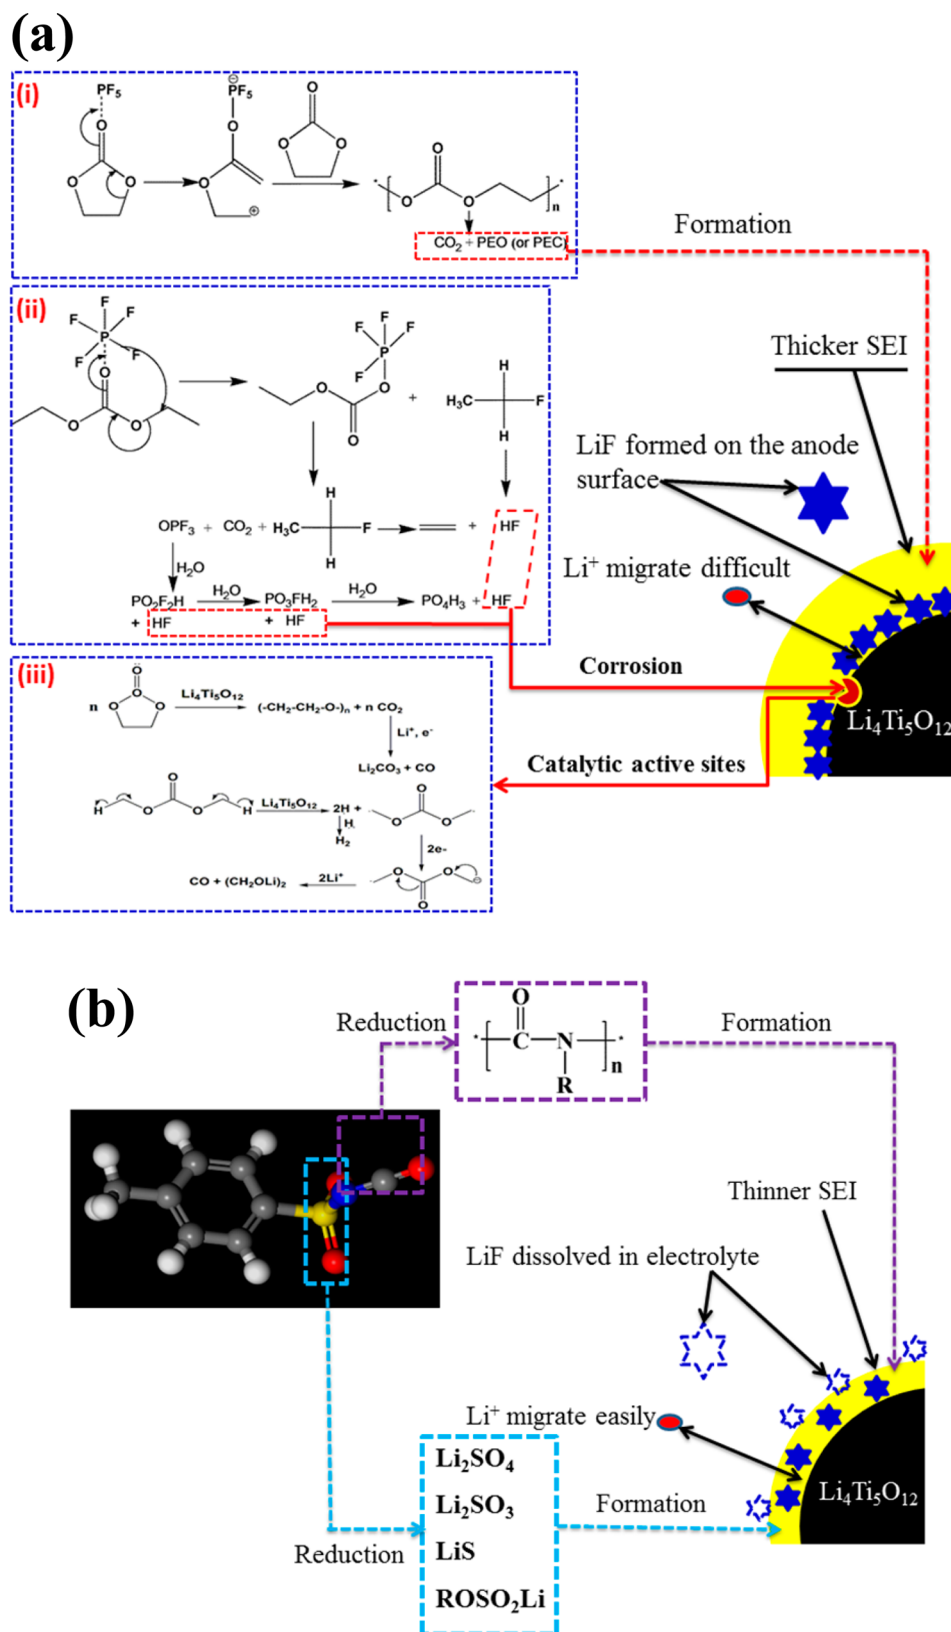 (a)
(i)
PF₅
PF₅
⊖
O
O
O
O
O
O
O
O
O
O
O
O
⊕
n
CO₂ + PEO (or PEC)
Formation
(ii)
F
F
F
F
F
P
O
O
O
F
F
F
F
P
O
O
O
+
H
H₃C
F
H
Thicker SEI
LiF formed on the anode
surface
Li⁺ migrate difficult
H
OPF₃ + CO₂ + H₃C
F
+
HF
H
H₂O
PO₂F₂H
H₂O
PO₃FH₂
H₂O
PO₄H₃ +
HF
+ HF
+ HF
Corrosion
Li₄Ti₅O₁₂
Catalytic active sites
(iii)
n
O
O
O
O
Li₄Ti₅O₁₂
(-CH₂-CH₂-O-)ₙ + n CO₂
Li⁺, e⁻
Li₂CO₃ + CO
H
O
O
O
H
Li₄Ti₅O₁₂
2H +
H
H₂
O
O
O
2e-
O
O
O
⊖
2Li⁺
CO + (CH₂OLi)₂
(b)
Reduction
O
C
N
R
n
Formation
Thinner SEI
LiF dissolved in electrolyte
Li⁺ migrate easily
Li₄Ti₅O₁₂
Reduction
Li₂SO₄
Li₂SO₃
LiS
ROSO₂Li
Formation